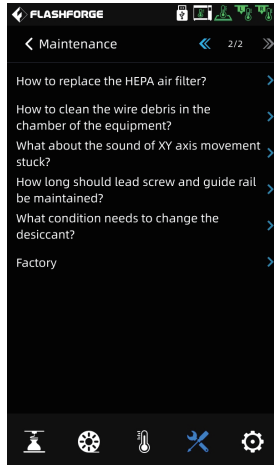 FLASHFORGE
Maintenance
2/2
How to replace the HEPA air filter?
How to clean the wire debris in the
chamber of the equipment?
What about the sound of XY axis movement
stuck?
How long should lead screw and guide rail
be maintained?
What condition needs to change the
desiccant?
Factory